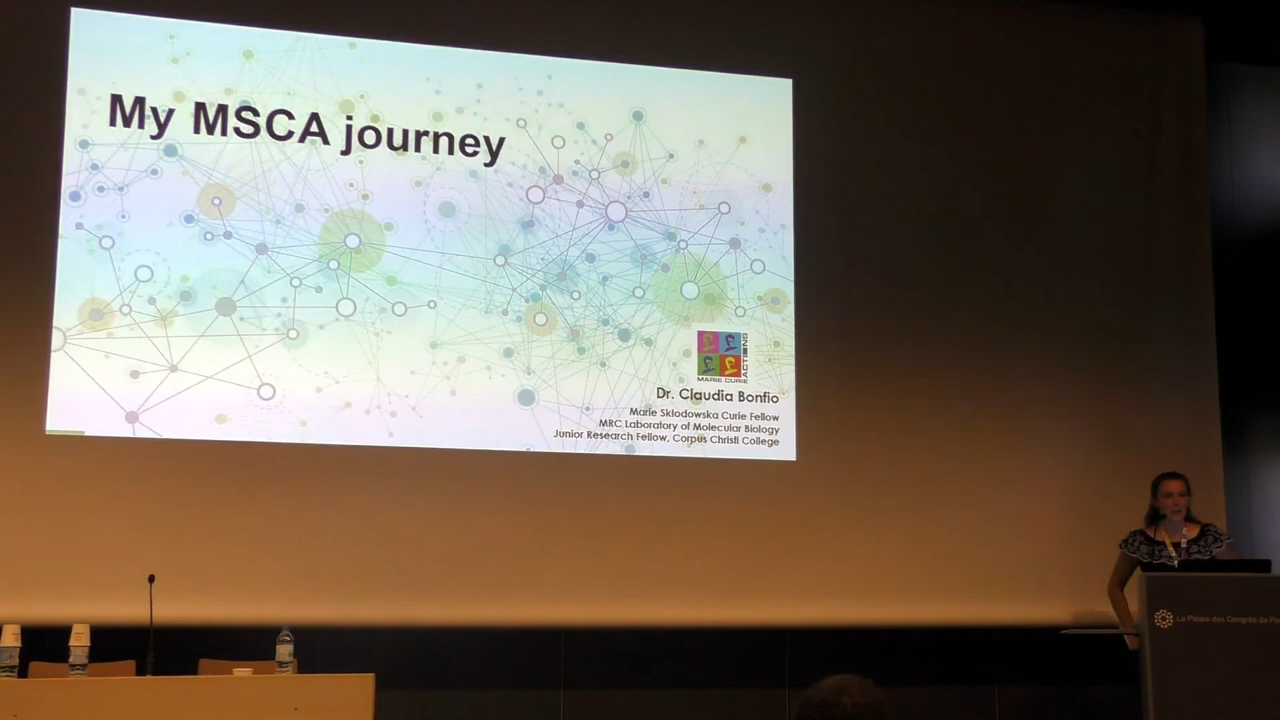 My MSCA journey
ACTIONS
MARIE CURIE
Dr. Claudia Bonfio
Marie Skłodowska Curie Fellow
MRC Laboratory of Molecular Biology
Junior Research Fellow, Corpus Christi College
Le Palais des Congrès de